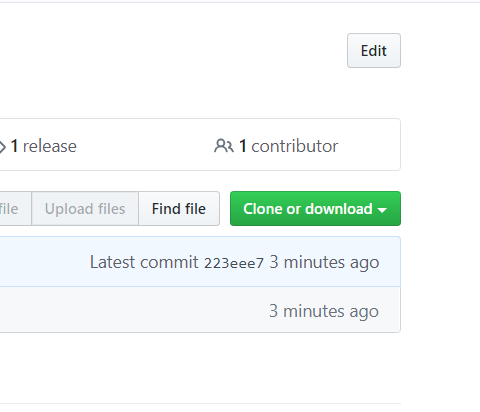 Edit
1 release
1 contributor
file Upload files Find file Clone or download
Latest commit 223eee7 3 minutes ago
3 minutes ago